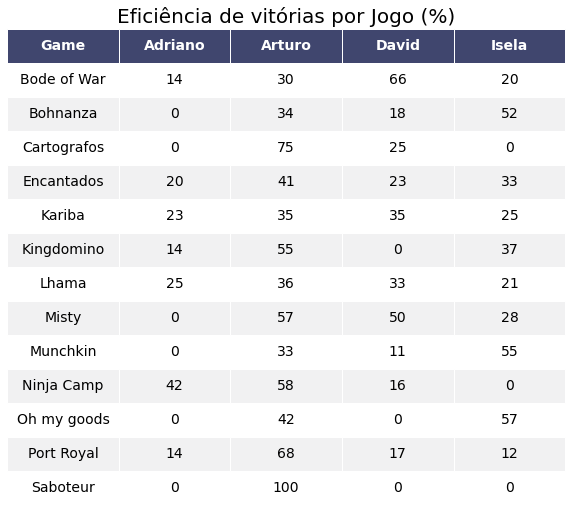 Eficiência de vitórias por Jogo (%)
Game Adriano Arturo David Isela
Bode of War 14 30 66 20
Bohnanza 0 34 18 52
Cartografos 0 75 25 0
Encantados 20 41 23 33
Kariba 23 35 35 25
Kingdomino 14 55 0 37
Lhama 25 36 33 21
Misty 0 57 50 28
Munchkin 0 33 11 55
Ninja Camp 42 58 16 0
Oh my goods 0 42 0 57
Port Royal 14 68 17 12
Saboteur 0 100 0 0